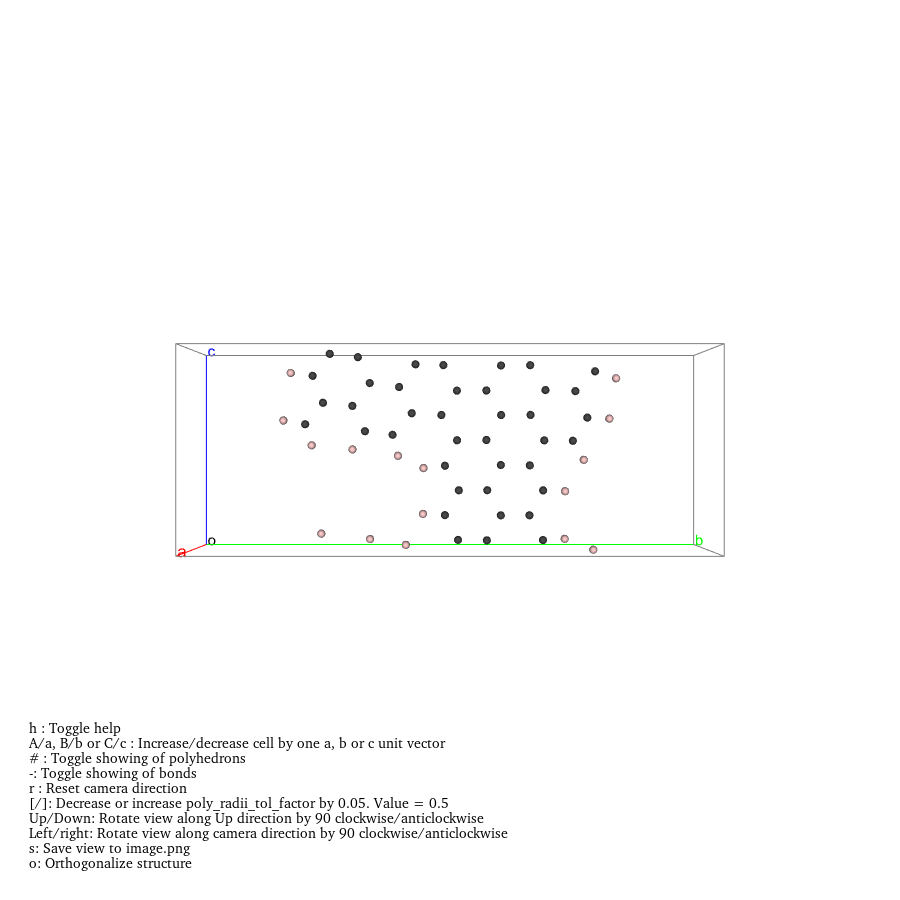 c
o
a
b
h : Toggle help
A/a, B/b or C/c : Increase/decrease cell by one a, b or c unit vector
# : Toggle showing of polyhedrons
-: Toggle showing of bonds
r : Reset camera direction
[/]: Decrease or increase poly_radii_tol_factor by 0.05. Value = 0.5
Up/Down: Rotate view along Up direction by 90 clockwise/anticlockwise
Left/right: Rotate view along camera direction by 90 clockwise/anticlockwise
s: Save view to image.png
o: Orthogonalize structure